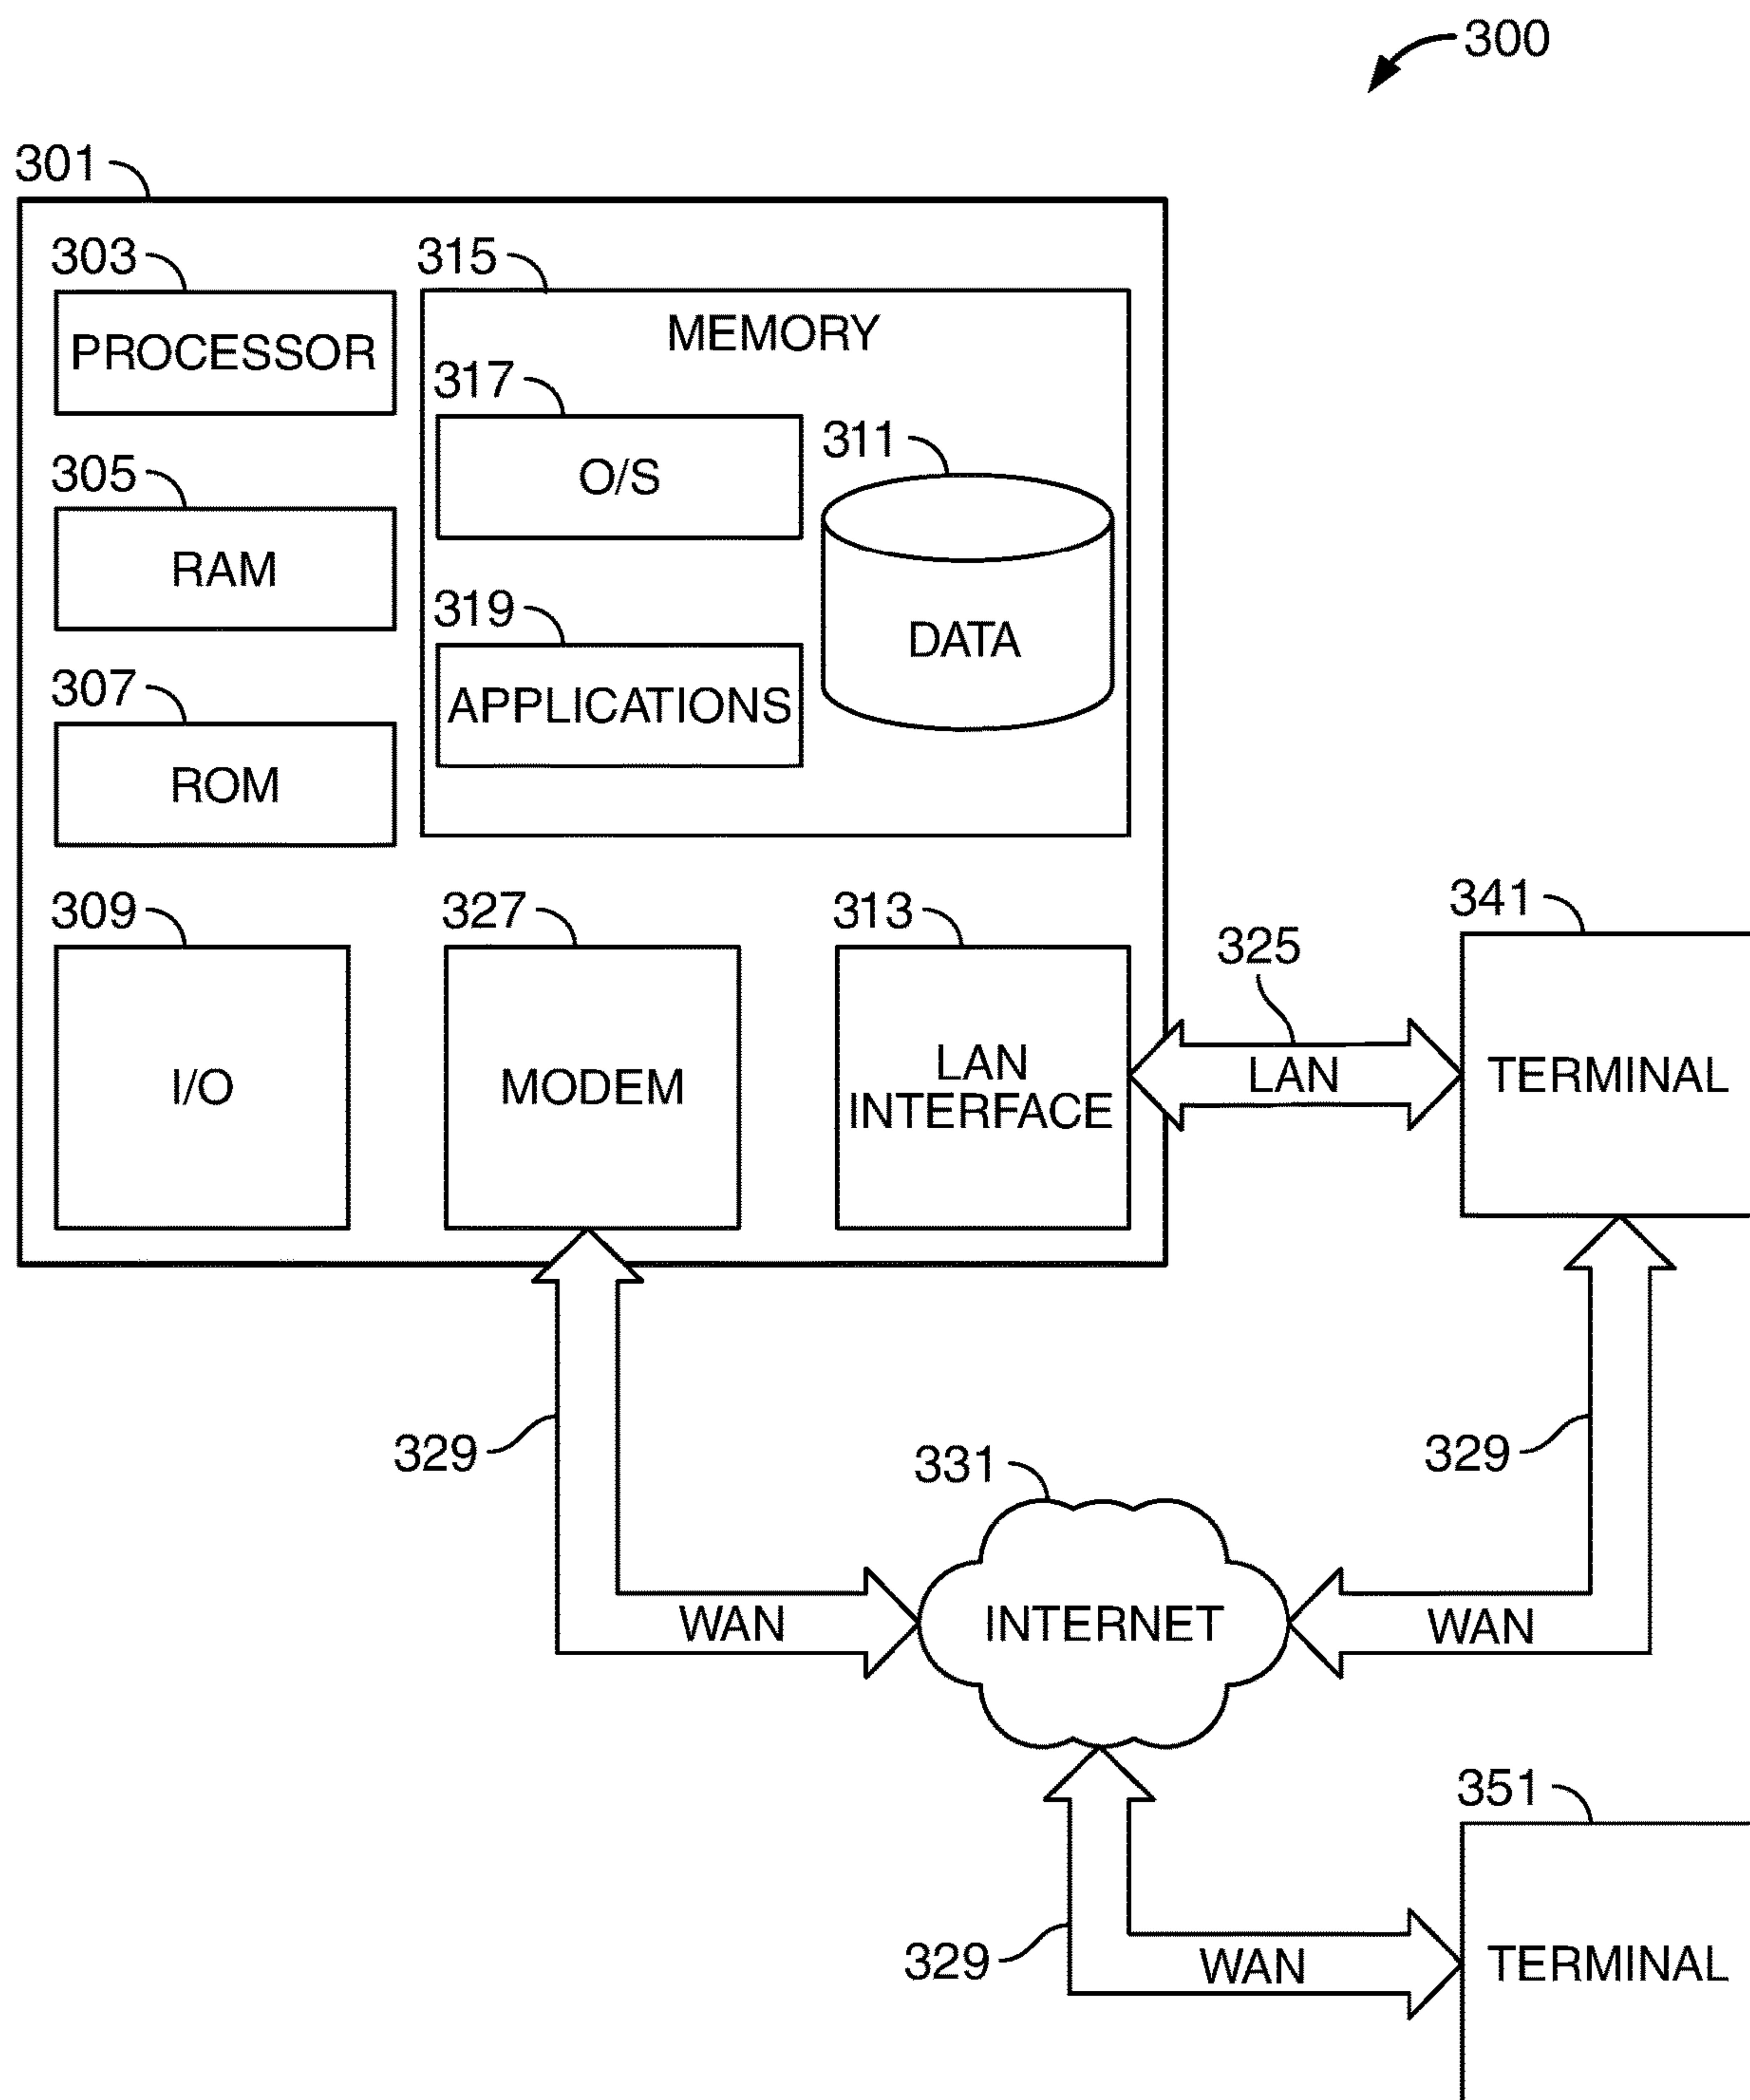 300
301
303
PROCESSOR
305
RAM
307
ROM
315
MEMORY
317
O/S
311
DATA
319
APPLICATIONS
309
I/O
327
MODEM
313
LAN
INTERFACE
325
LAN
341
TERMINAL
329
WAN
331
INTERNET
329
WAN
329
WAN
351
TERMINAL